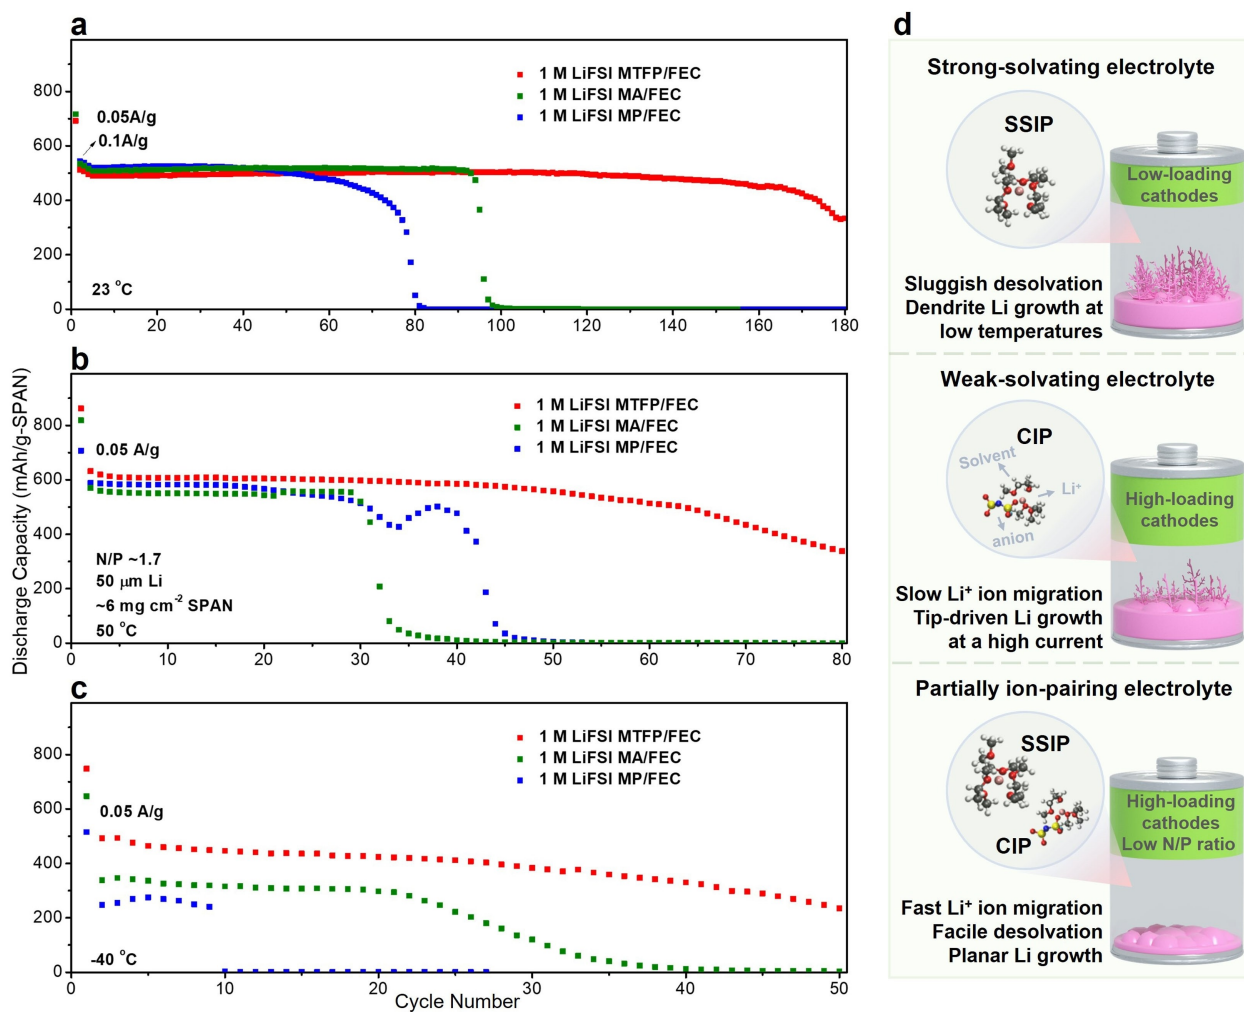 a
1 M LiFSI MTFP/FEC
1 M LiFSI MA/FEC
1 M LiFSI MP/FEC
0.05A/g
0.1A/g
23 °C
800
600
400
200
0
0 20 40 60 80 100 120 140 160 180
b
1 M LiFSI MTFP/FEC
1 M LiFSI MA/FEC
1 M LiFSI MP/FEC
0.05 A/g
N/P ~1.7
50 μm Li
~6 mg cm⁻² SPAN
50 °C
800
600
400
200
0
0 10 20 30 40 50 60 70 80
Discharge Capacity (mAh/g-SPAN)
c
1 M LiFSI MTFP/FEC
1 M LiFSI MA/FEC
1 M LiFSI MP/FEC
0.05 A/g
-40 °C
800
600
400
200
0
0 10 20 30 40 50
Cycle Number
d
Strong-solvating electrolyte
SSIP
Low-loading
cathodes
Sluggish desolvation
Dendrite Li growth at
low temperatures
Weak-solvating electrolyte
CIP
Solvent
Li⁺
anion
High-loading
cathodes
Slow Li⁺ ion migration
Tip-driven Li growth
at a high current
Partially ion-pairing electrolyte
SSIP
CIP
High-loading
cathodes
Low N/P ratio
Fast Li⁺ ion migration
Facile desolvation
Planar Li growth